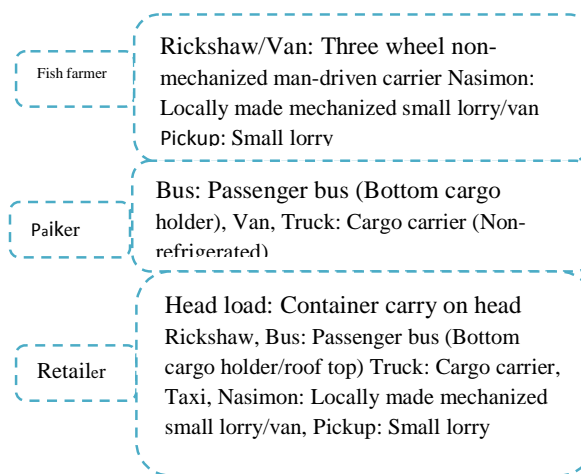 Fish farmer
Rickshaw/Van: Three wheel non-
mechanized man-driven carrier Nasimon:
Locally made mechanized small lorry/van
Pickup: Small lorry
Paiker
Bus: Passenger bus (Bottom cargo
holder), Van, Truck: Cargo carrier (Non-
refrigerated)
Retailer
Head load: Container carry on head
Rickshaw, Bus: Passenger bus (Bottom
cargo holder/roof top) Truck: Cargo carrier,
Taxi, Nasimon: Locally made mechanized
small lorry/van, Pickup: Small lorry